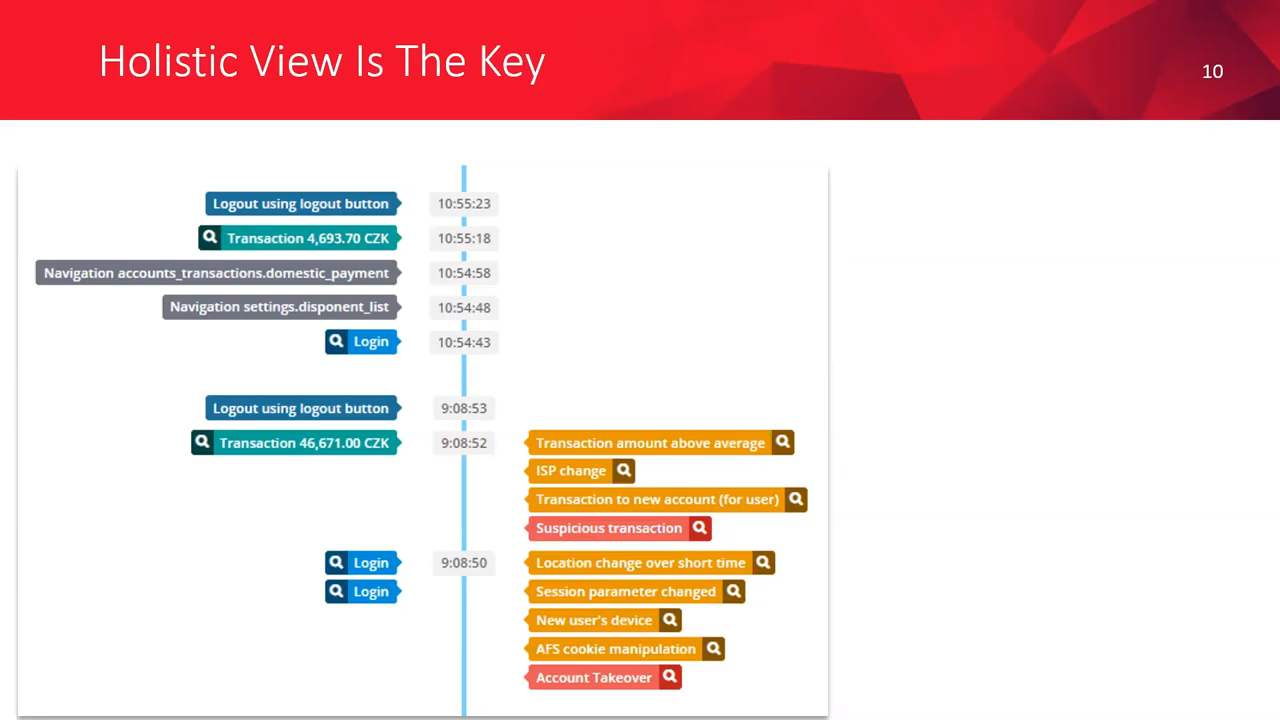 Holistic View Is The Key
10
Logout using logout button 10:55:23
Transaction 4,693.70 CZK 10:55:18
Navigation accounts_transactions.domestic_payment 10:54:58
Navigation settings.disponent_list 10:54:48
Login 10:54:43
Logout using logout button 9:08:53
Transaction 46,671.00 CZK 9:08:52 Transaction amount above average
ISP change
Transaction to new account (for user)
Suspicious transaction
Login 9:08:50 Location change over short time
Login Session parameter changed
New user's device
AFS cookie manipulation
Account Takeover